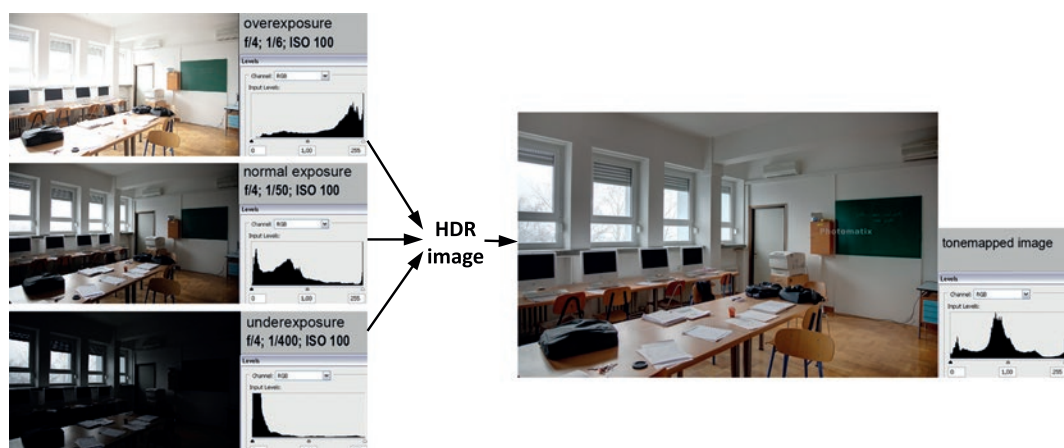 overexposure
f/4; 1/6; ISO 100
Levels
Channel: RGB
Input Levels:
0 1,00 255
normal exposure
f/4; 1/50; ISO 100
Levels
Channel: RGB
Input Levels:
0 1,00 255
underexposure
f/4; 1/400; ISO 100
Levels
Channel: RGB
Input Levels:
HDR
image
Photomatix
tonemapped image
Levels
Channel: RGB
Input Levels:
0 1,00 255